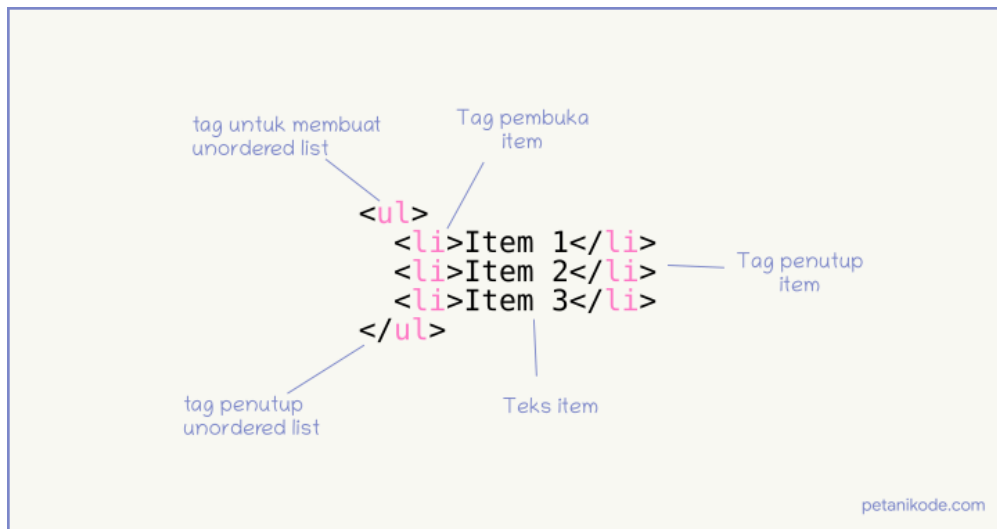 tag untuk membuat
unordered list
Tag pembuka
item
<ul>
<li>Item 1</li>
<li>Item 2</li>
<li>Item 3</li>
</ul>
Tag penutup
item
tag penutup
unordered list
Teks item
petanikode.com